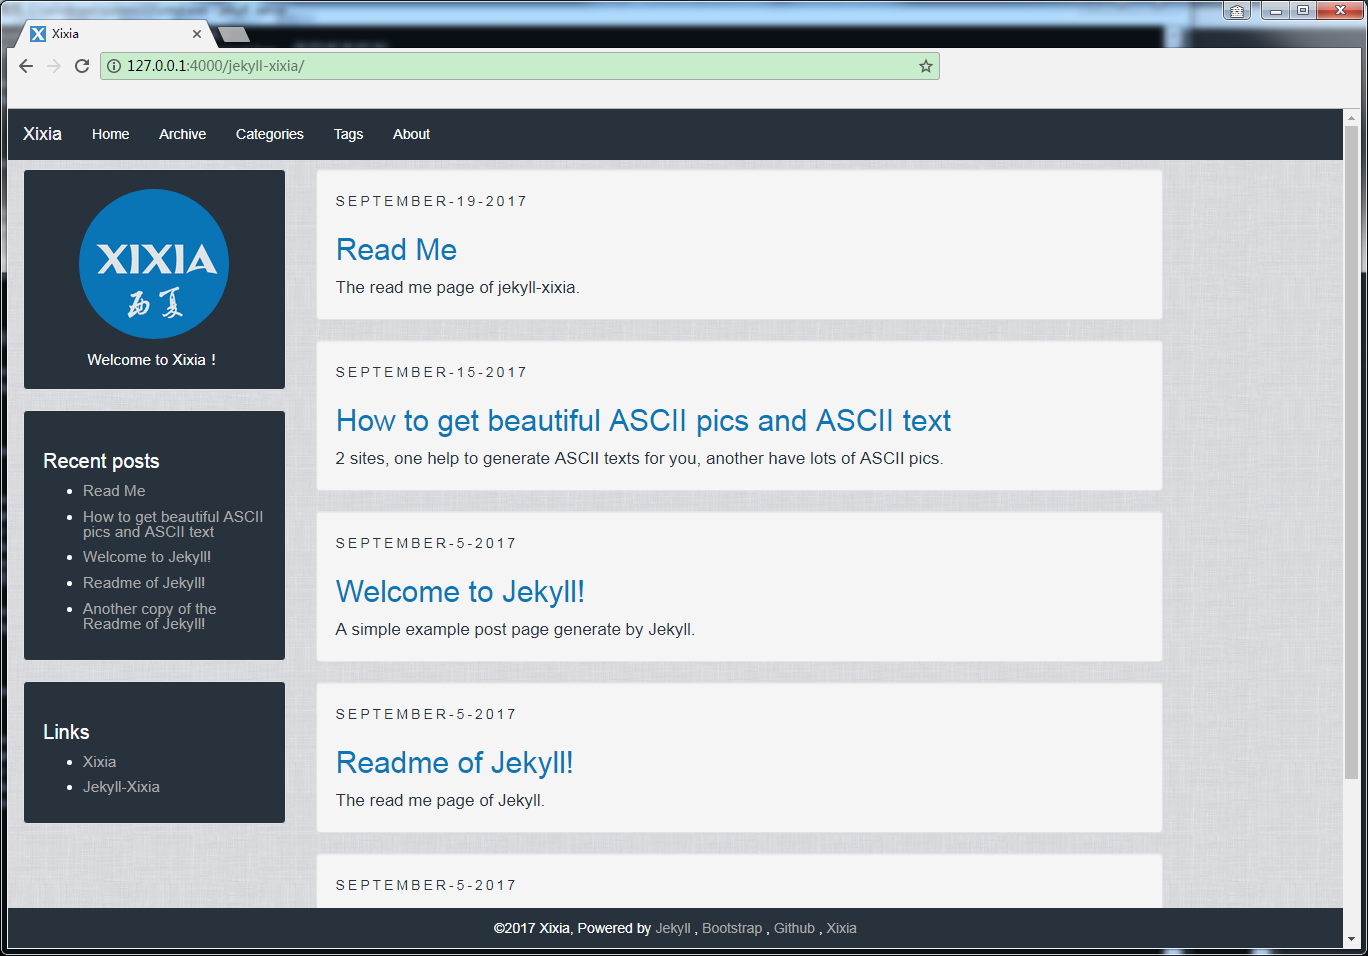 Xixia
127.0.0.1:4000/jekyll-xixia/
Xixia Home Archive Categories Tags About
XIXIA
西夏
Welcome to Xixia !
Recent posts
Read Me
How to get beautiful ASCII
pics and ASCII text
Welcome to Jekyll!
Readme of Jekyll!
Another copy of the
Readme of Jekyll!
Links
Xixia
Jekyll-Xixia
SEPTEMBER-19-2017
Read Me
The read me page of jekyll-xixia.
SEPTEMBER-15-2017
How to get beautiful ASCII pics and ASCII text
2 sites, one help to generate ASCII texts for you, another have lots of ASCII pics.
SEPTEMBER-5-2017
Welcome to Jekyll!
A simple example post page generate by Jekyll.
SEPTEMBER-5-2017
Readme of Jekyll!
The read me page of Jekyll.
SEPTEMBER-5-2017
©2017 Xixia, Powered by Jekyll , Bootstrap , Github , Xixia